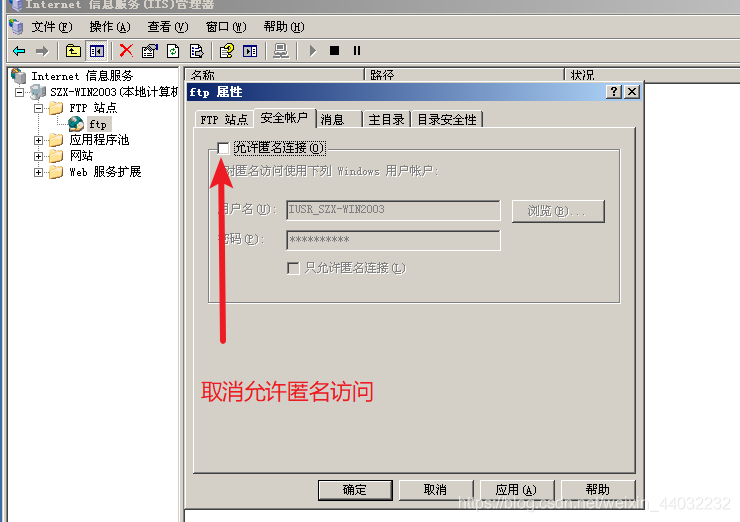 Internet 信息服务(IIS)管理器
文件(F) 操作(A) 查看(V) 窗口(W) 帮助(H)
Internet 信息服务
SZX-WIN2003(本地计算机
FTP 站点
ftp
应用程序池
网站
Web 服务扩展
名称 路径 状况
ftp 属性
FTP 站点 安全帐户 消息 主目录 目录安全性
允许匿名连接(O)
对匿名访问使用下列 Windows 用户帐户:
用户名(U): IUSR_SZX-WIN2003 浏览(B)...
密码(P): **********
只允许匿名连接(L)
取消允许匿名访问
确定 取消 应用(A) 帮助
https://blog.csdn.net/weixin_44032232